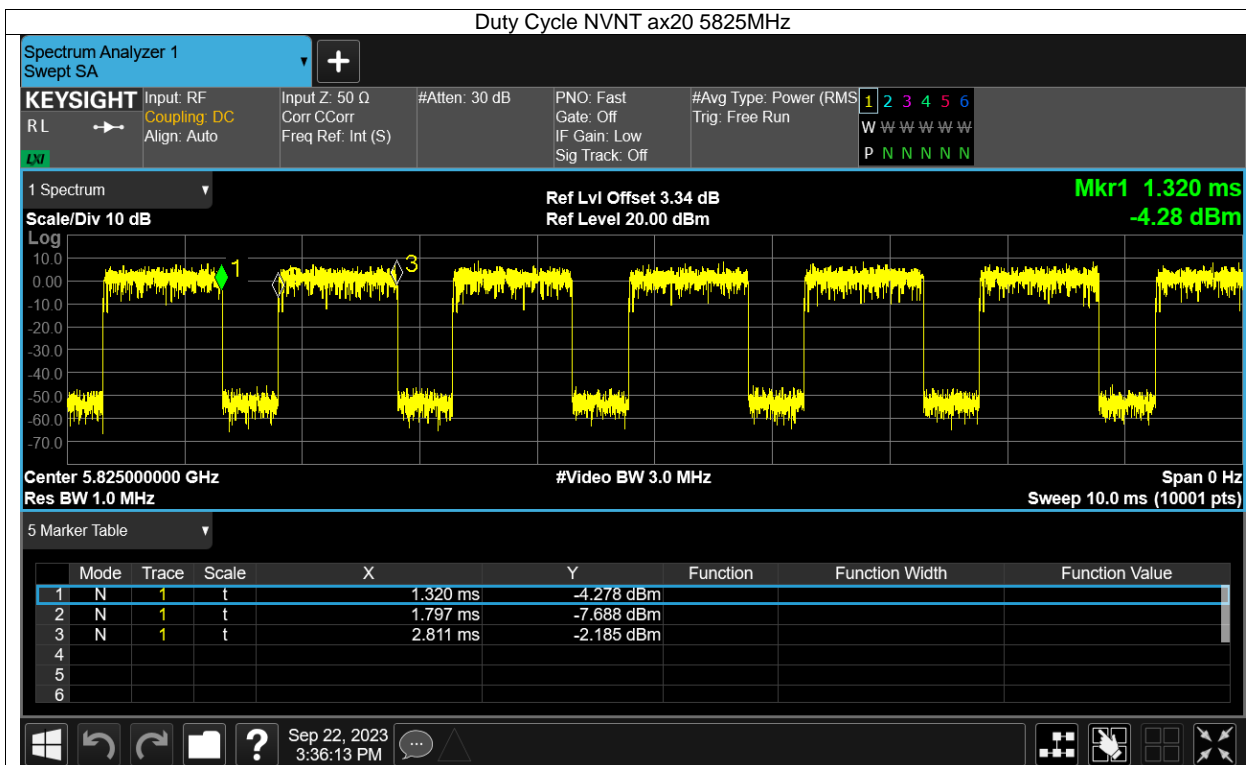 Duty Cycle NVNT ax20 5825MHz
Spectrum Analyzer 1
Swept SA
KEYSIGHT
RL
LXI
Input: RF
Coupling: DC
Align: Auto
Input Z: 50 Ω
Corr CCorr
Freq Ref: Int (S)
#Atten: 30 dB
PNO: Fast
Gate: Off
IF Gain: Low
Sig Track: Off
#Avg Type: Power (RMS
Trig: Free Run
1 2 3 4 5 6
W W W W W W
P N N N N N
1 Spectrum
Scale/Div 10 dB
Ref Lvl Offset 3.34 dB
Ref Level 20.00 dBm
Mkr1 1.320 ms
-4.28 dBm
Log
10.0
0.00
-10.0
-20.0
-30.0
-40.0
-50.0
-60.0
-70.0
1
3
Center 5.825000000 GHz
#Video BW 3.0 MHz
Span 0 Hz
Res BW 1.0 MHz
Sweep 10.0 ms (10001 pts)
5 Marker Table
Mode Trace Scale X Y Function Function Width Function Value
1 N 1 t 1.320 ms -4.278 dBm
2 N 1 t 1.797 ms -7.688 dBm
3 N 1 t 2.811 ms -2.185 dBm
4
5
6
?
Sep 22, 2023
3:36:13 PM